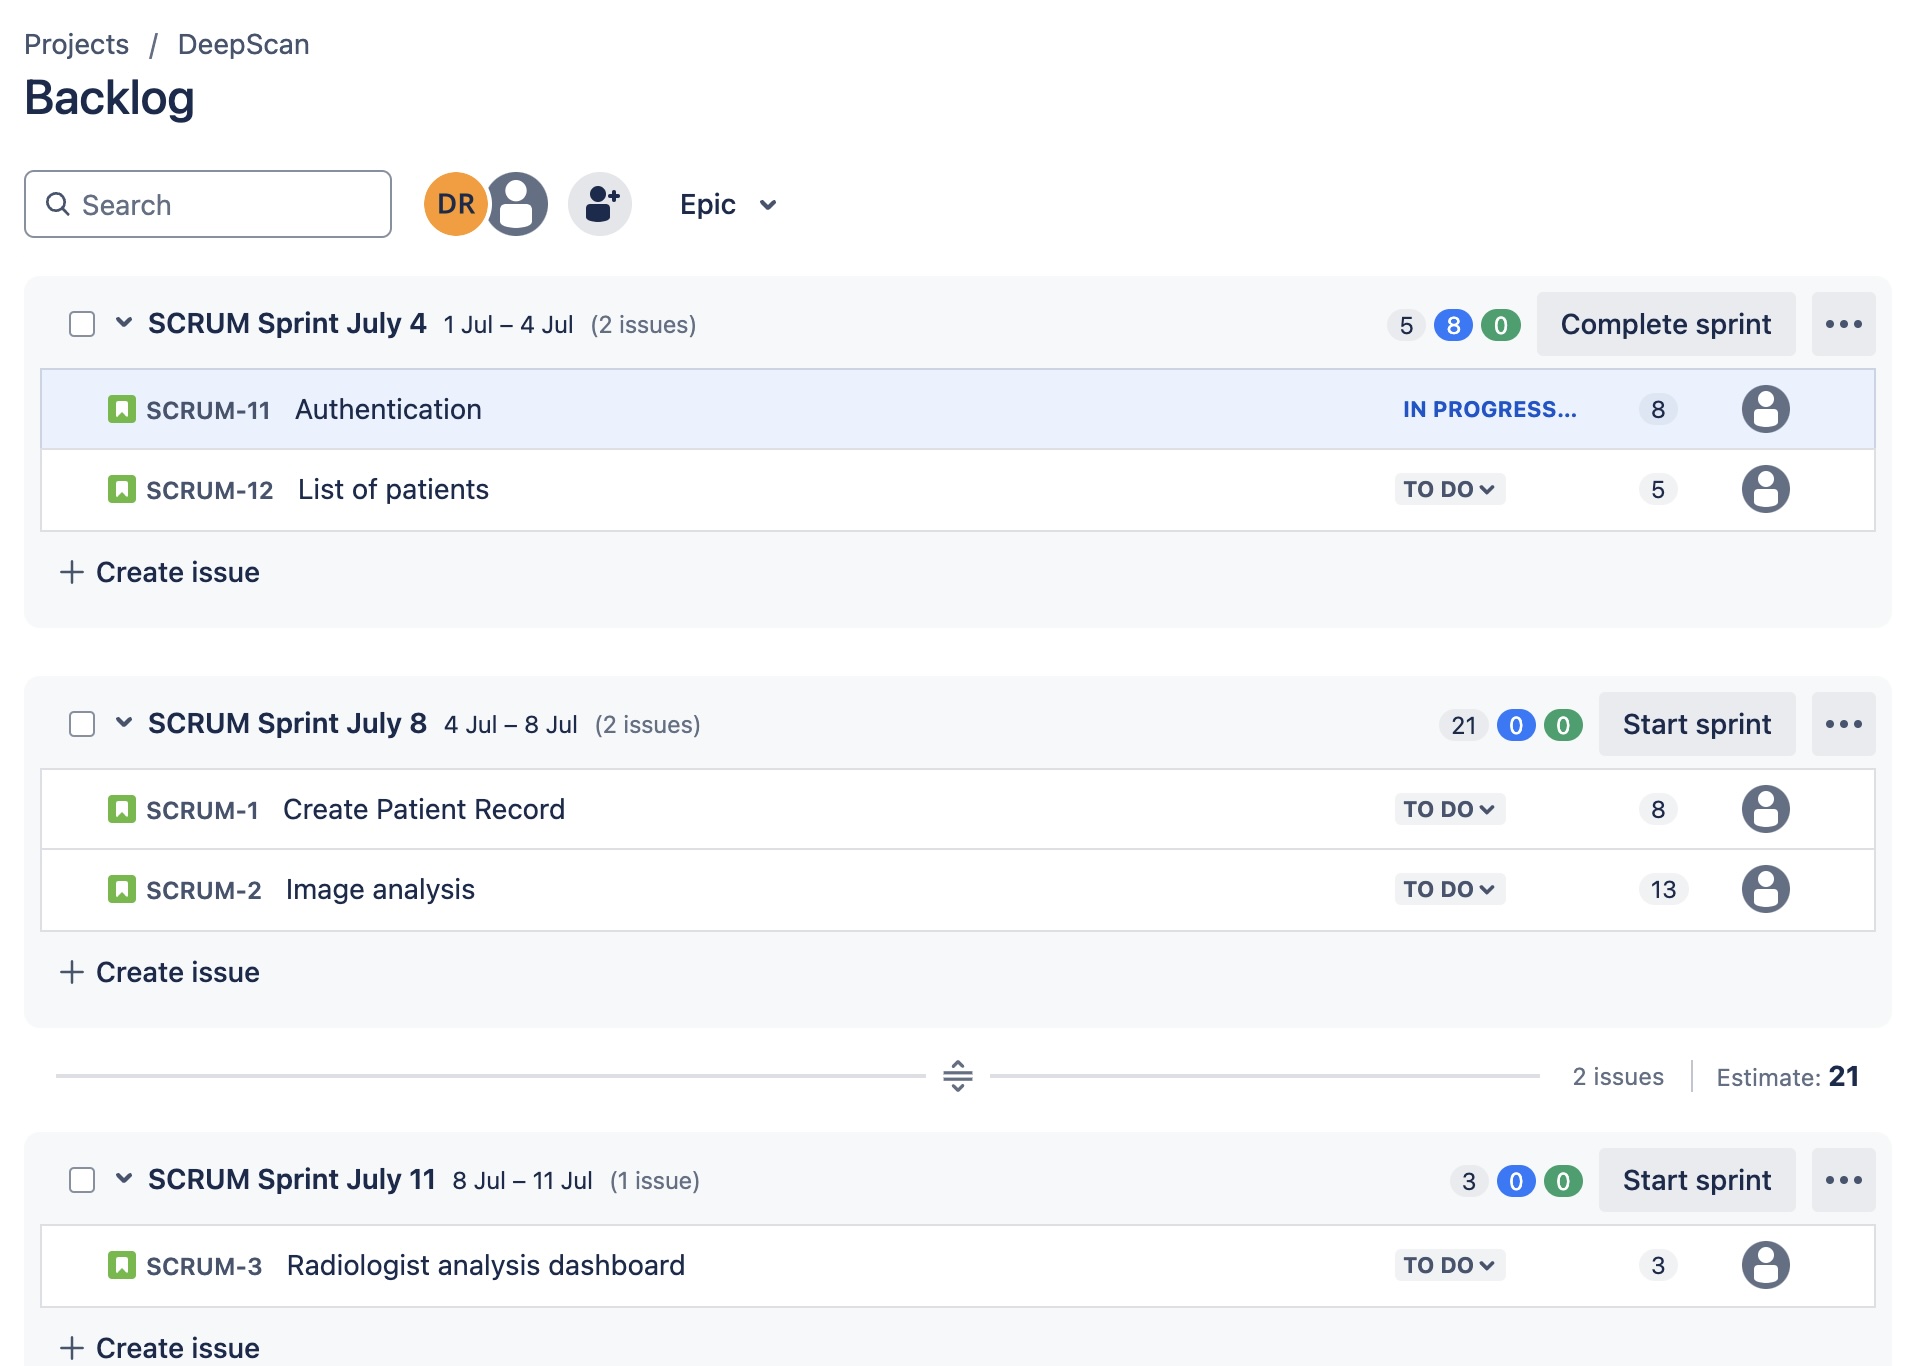 Projects / DeepScan
Backlog
Search DR Epic
SCRUM Sprint July 4 1 Jul – 4 Jul (2 issues) 5 8 0 Complete sprint
SCRUM-11 Authentication IN PROGRESS... 8
SCRUM-12 List of patients TO DO 5
+ Create issue
SCRUM Sprint July 8 4 Jul – 8 Jul (2 issues) 21 0 0 Start sprint
SCRUM-1 Create Patient Record TO DO 8
SCRUM-2 Image analysis TO DO 13
+ Create issue
2 issues Estimate: 21
SCRUM Sprint July 11 8 Jul – 11 Jul (1 issue) 3 0 0 Start sprint
SCRUM-3 Radiologist analysis dashboard TO DO 3
+ Create issue